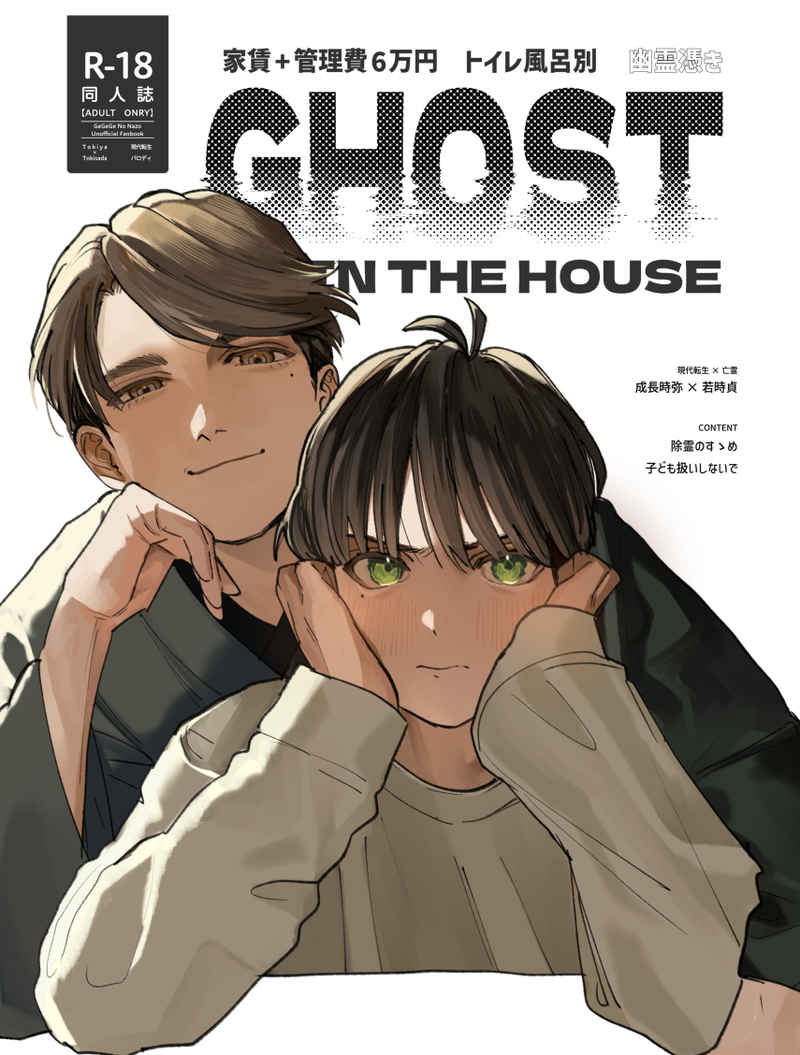 R-18
同人誌
【ADULT ONRY】
GeGeGe No Nazo
Unofficial Fanbook
Tokiya
×
Tokisada
現代転生
パロディ
家賃+管理費6万円 トイレ風呂別 幽霊憑き
GHOST
IN THE HOUSE
現代転生 × 亡霊
成長時弥 × 若時貞
CONTENT
除霊のすゝめ
子ども扱いしないで